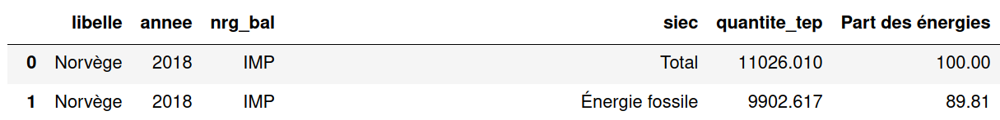 libelle annee nrg_bal siec quantite_tep Part des énergies
0 Norvège 2018 IMP Total 11026.010 100.00
1 Norvège 2018 IMP Énergie fossile 9902.617 89.81